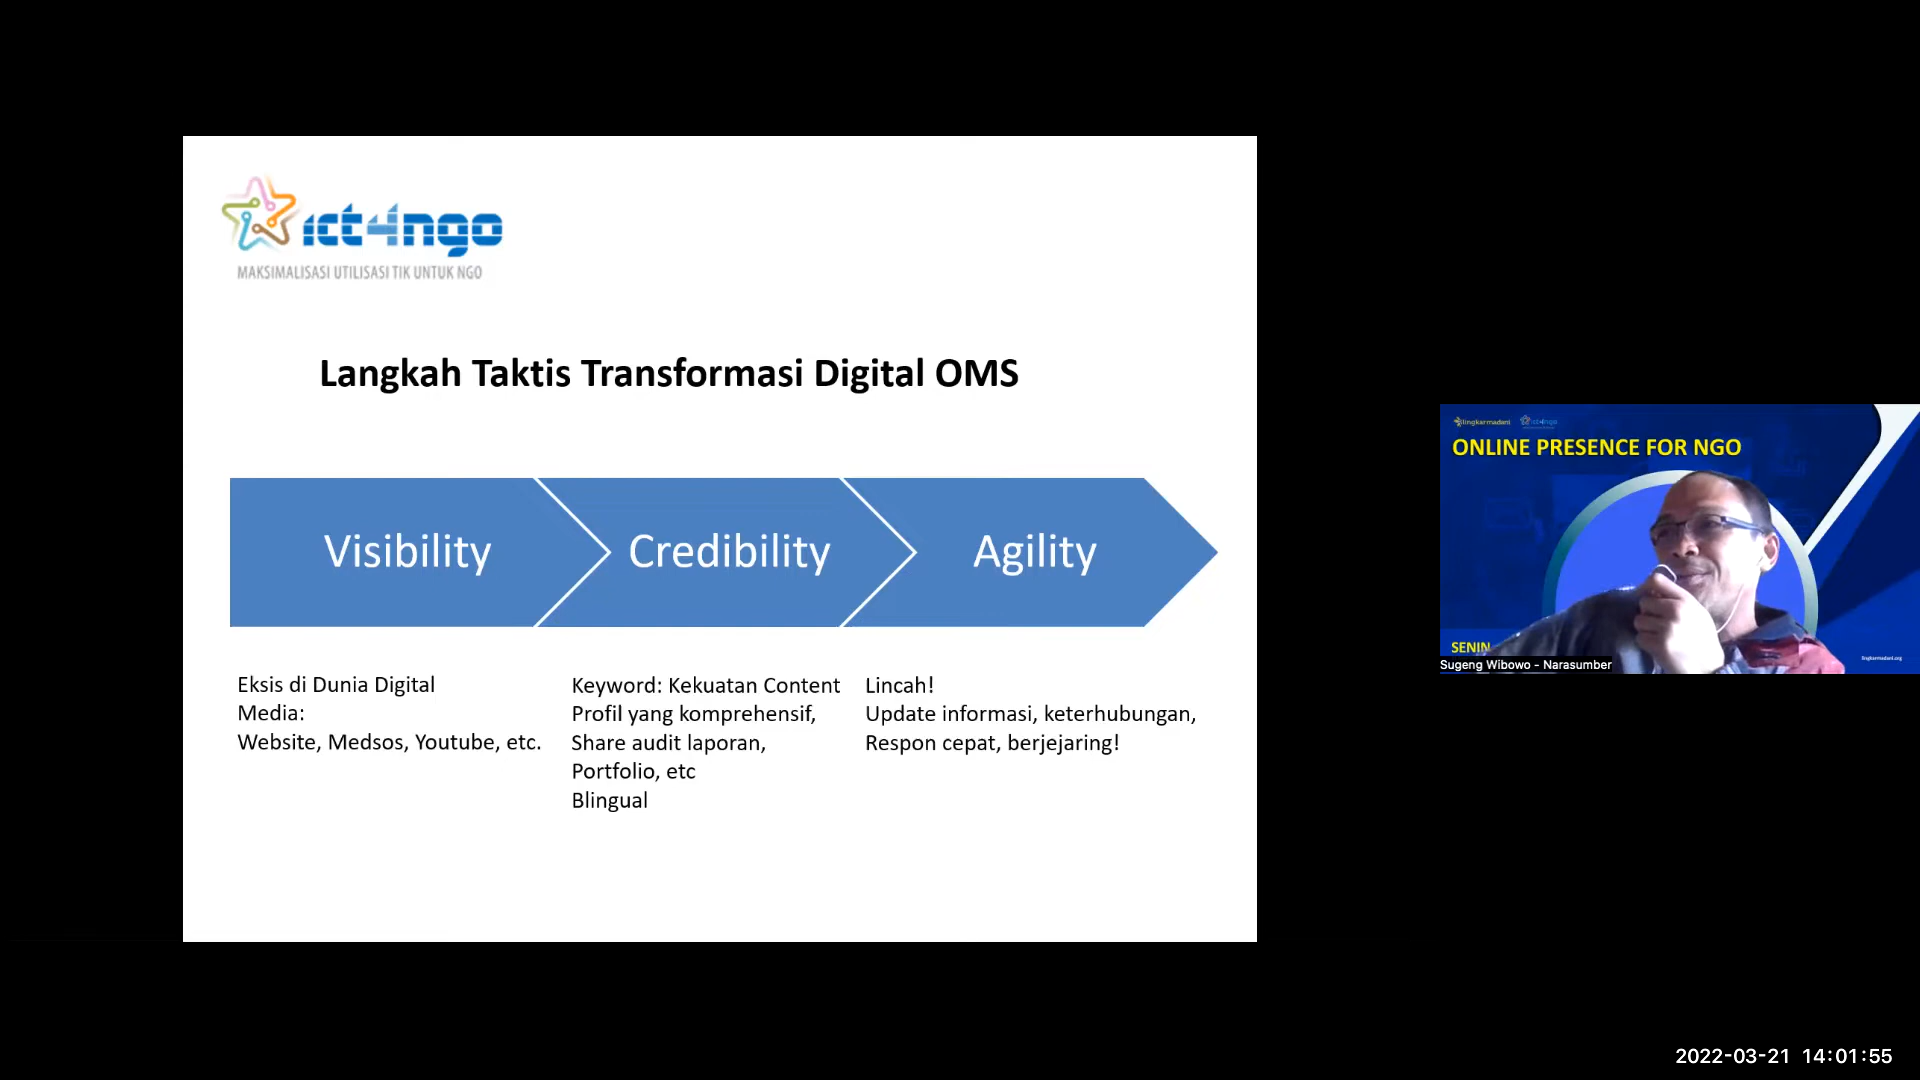 ict4ngo
MAKSIMALISASI UTILISASI TIK UNTUK NGO
Langkah Taktis Transformasi Digital OMS
Visibility
Credibility
Agility
Eksis di Dunia Digital
Media:
Website, Medsos, Youtube, etc.
Keyword: Kekuatan Content
Profil yang komprehensif,
Share audit laporan,
Portfolio, etc
Blingual
Lincah!
Update informasi, keterhubungan,
Respon cepat, berjejaring!
lingkarmadani
ict4ngo
ONLINE PRESENCE FOR NGO
SENIN
lingkarmadani.org
Sugeng Wibowo - Narasumber
2022-03-21 14:01:55